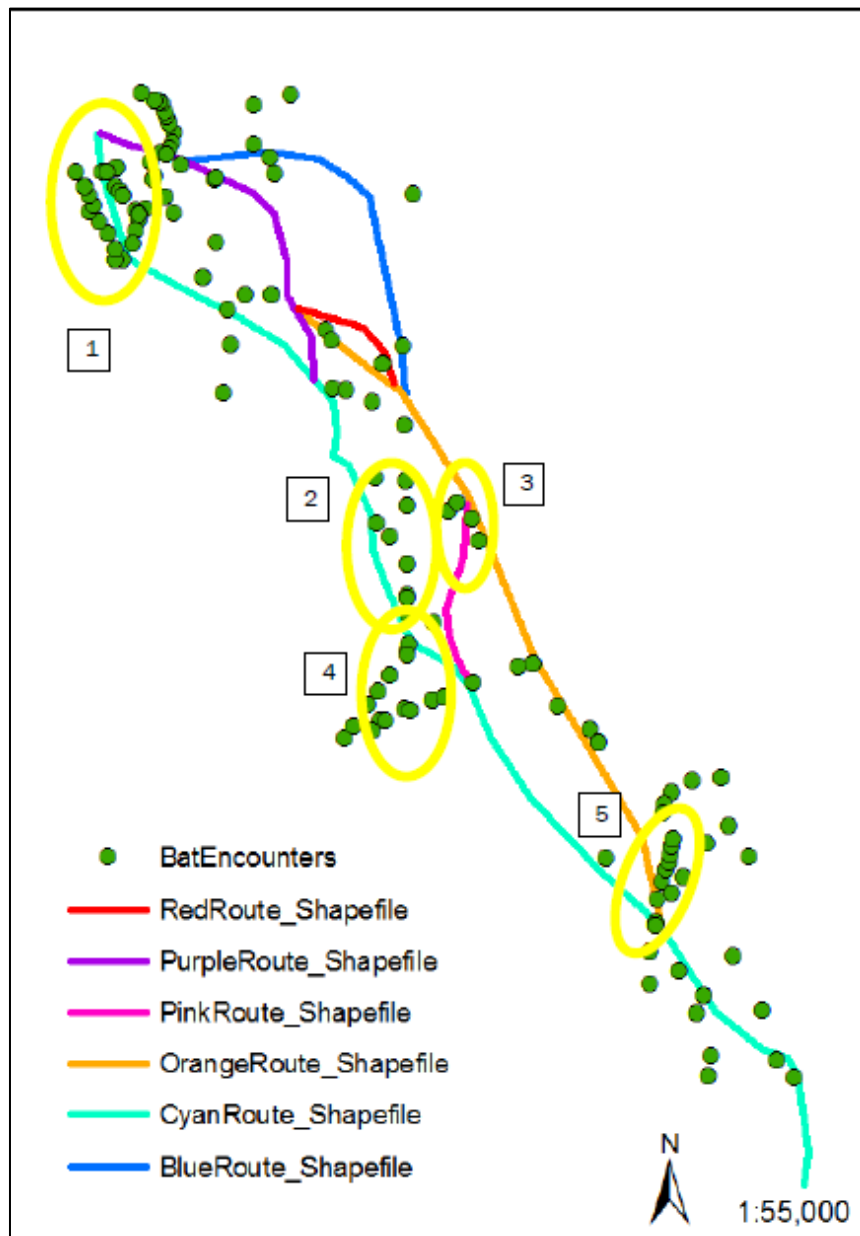 1
2
3
4
5
BatEncounters
RedRoute_Shapefile
PurpleRoute_Shapefile
PinkRoute_Shapefile
OrangeRoute_Shapefile
CyanRoute_Shapefile
BlueRoute_Shapefile
N
1:55,000